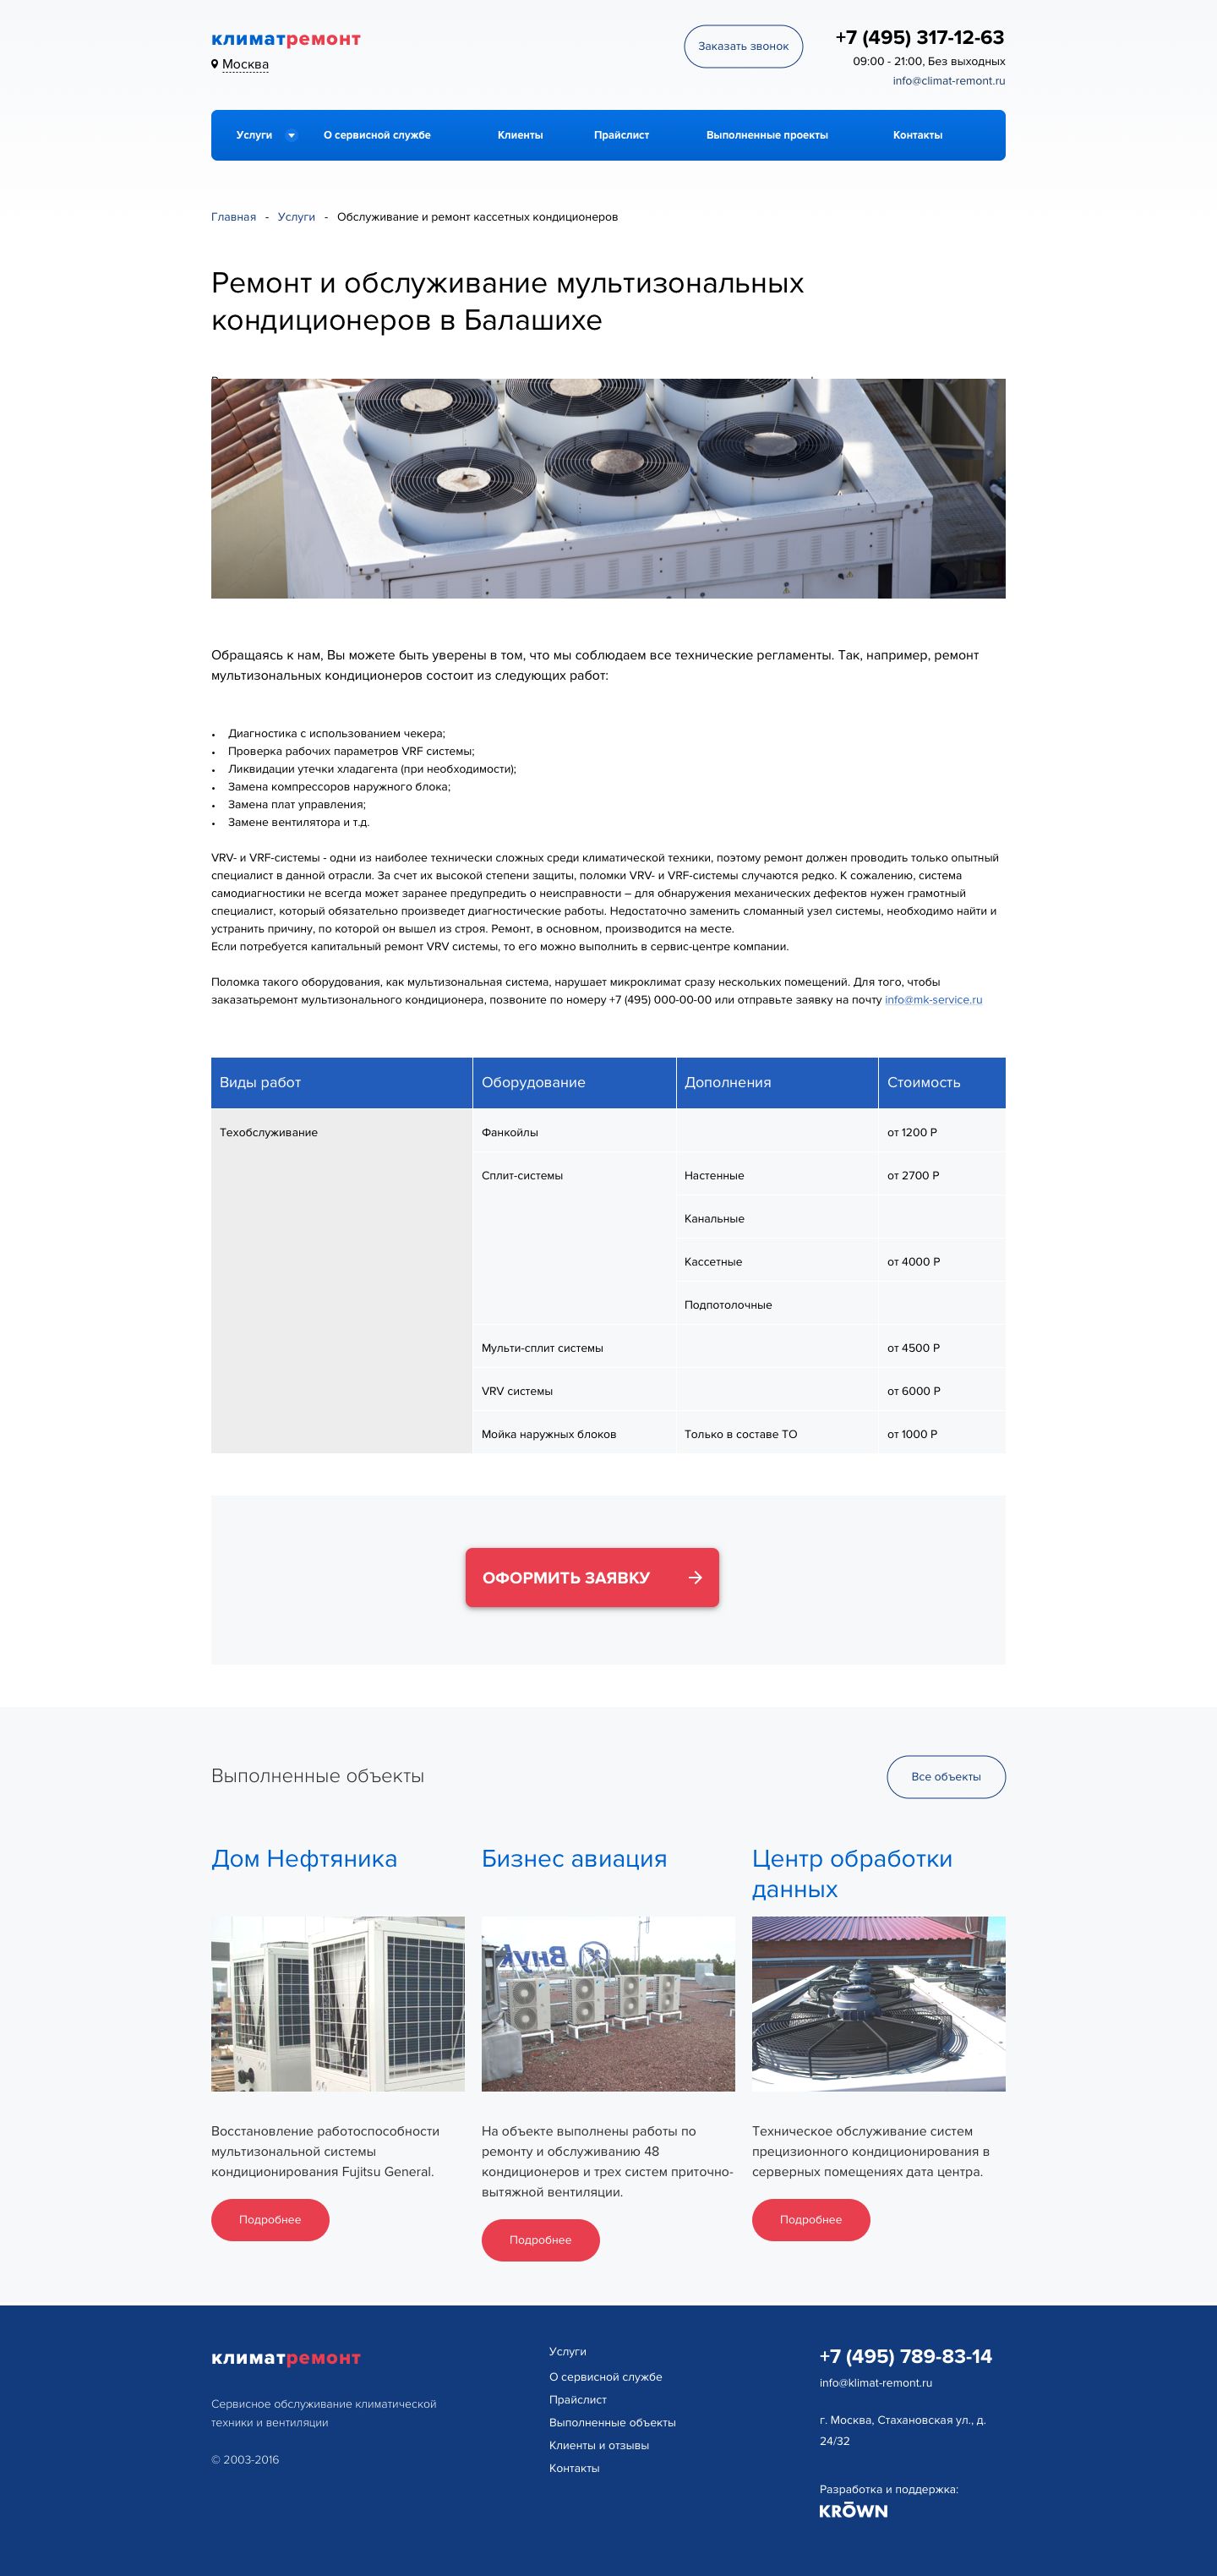 климатремонт
Москва
Заказать звонок
+7 (495) 317-12-63
09:00 - 21:00, Без выходных
info@climat-remont.ru
Услуги
О сервисной службе
Клиенты
Прайслист
Выполненные проекты
Контакты
Главная - Услуги - Обслуживание и ремонт кассетных кондиционеров
Ремонт и обслуживание мультизональных
кондиционеров в Балашихе
Обращаясь к нам, Вы можете быть уверены в том, что мы соблюдаем все технические регламенты. Так, например, ремонт
мультизональных кондиционеров состоит из следующих работ:
• Диагностика с использованием чекера;
• Проверка рабочих параметров VRF системы;
• Ликвидации утечки хладагента (при необходимости);
• Замена компрессоров наружного блока;
• Замена плат управления;
• Замене вентилятора и т.д.
VRV- и VRF-системы - одни из наиболее технически сложных среди климатической техники, поэтому ремонт должен проводить только опытный
специалист в данной отрасли. За счет их высокой степени защиты, поломки VRV- и VRF-системы случаются редко. К сожалению, система
самодиагностики не всегда может заранее предупредить о неисправности – для обнаружения механических дефектов нужен грамотный
специалист, который обязательно произведет диагностические работы. Недостаточно заменить сломанный узел системы, необходимо найти и
устранить причину, по которой он вышел из строя. Ремонт, в основном, производится на месте.
Если потребуется капитальный ремонт VRV системы, то его можно выполнить в сервис-центре компании.
Поломка такого оборудования, как мультизональная система, нарушает микроклимат сразу нескольких помещений. Для того, чтобы
заказатьремонт мультизонального кондиционера, позвоните по номеру +7 (495) 000-00-00 или отправьте заявку на почту info@mk-service.ru
Виды работ
Оборудование
Дополнения
Стоимость
Техобслуживание
Фанкойлы
от 1200 Р
Сплит-системы
Настенные
от 2700 Р
Канальные
Кассетные
от 4000 Р
Подпотолочные
Мульти-сплит системы
от 4500 Р
VRV системы
от 6000 Р
Мойка наружных блоков
Только в составе ТО
от 1000 Р
ОФОРМИТЬ ЗАЯВКУ
Выполненные объекты
Все объекты
Дом Нефтяника
Бизнес авиация
Центр обработки
данных
Восстановление работоспособности
мультизональной системы
кондиционирования Fujitsu General.
Подробнее
На объекте выполнены работы по
ремонту и обслуживанию 48
кондиционеров и трех систем приточно-
вытяжной вентиляции.
Подробнее
Техническое обслуживание систем
прецизионного кондиционирования в
серверных помещениях дата центра.
Подробнее
климатремонт
Сервисное обслуживание климатической
техники и вентиляции
© 2003-2016
Услуги
О сервисной службе
Прайслист
Выполненные объекты
Клиенты и отзывы
Контакты
+7 (495) 789-83-14
info@klimat-remont.ru
г. Москва, Стахановская ул., д.
24/32
Разработка и поддержка:
KRŌWN